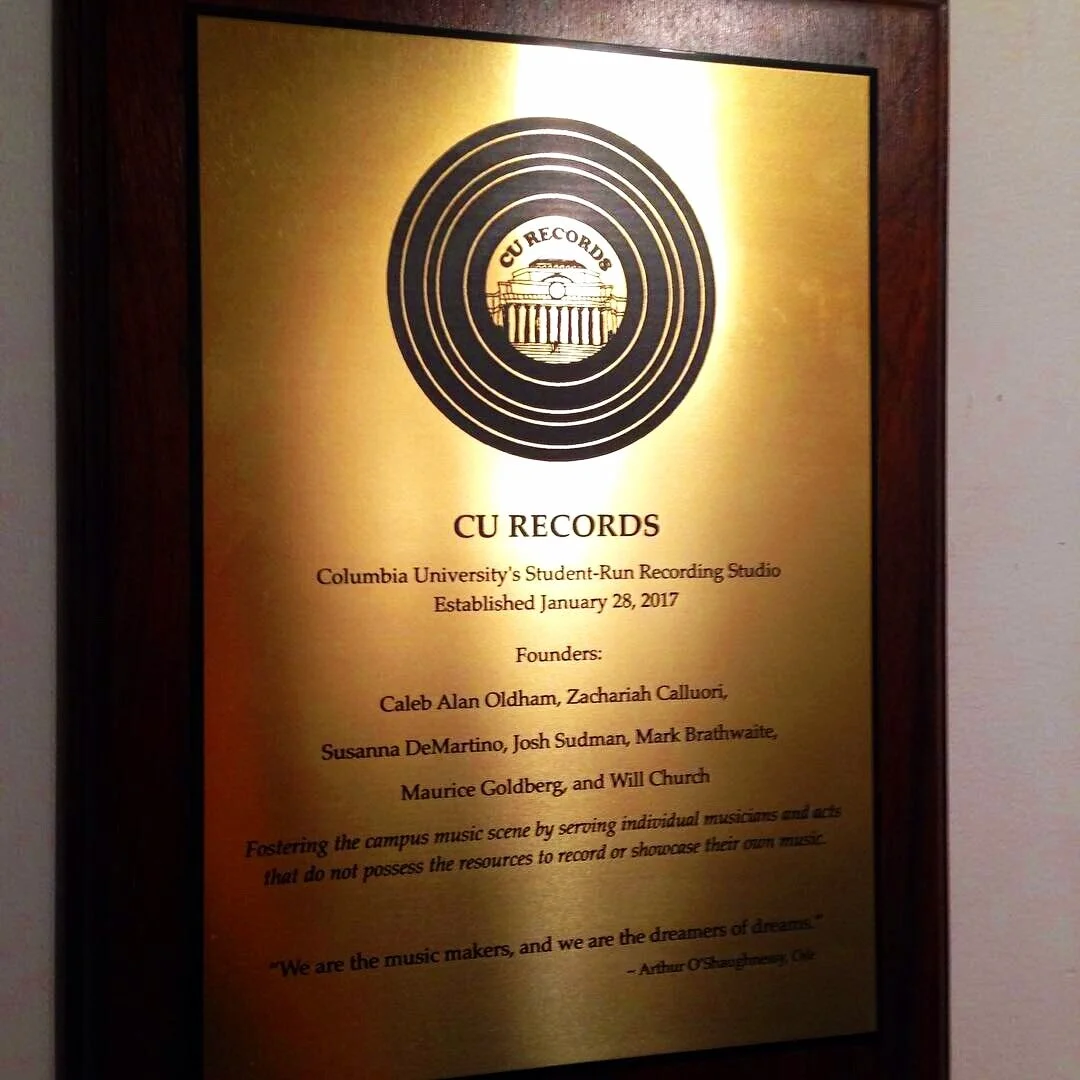 CU RECORDS
CU RECORDS
Columbia University's Student-Run Recording Studio
Established January 28, 2017
Founders:
Caleb Alan Oldham, Zachariah Calluori,
Susanna DeMartino, Josh Sudman, Mark Brathwaite,
Maurice Goldberg, and Will Church
Fostering the campus music scene by serving individual musicians and acts
that do not possess the resources to record or showcase their own music.
"We are the music makers, and we are the dreamers of dreams."
– Arthur O'Shaughnessy, Ode